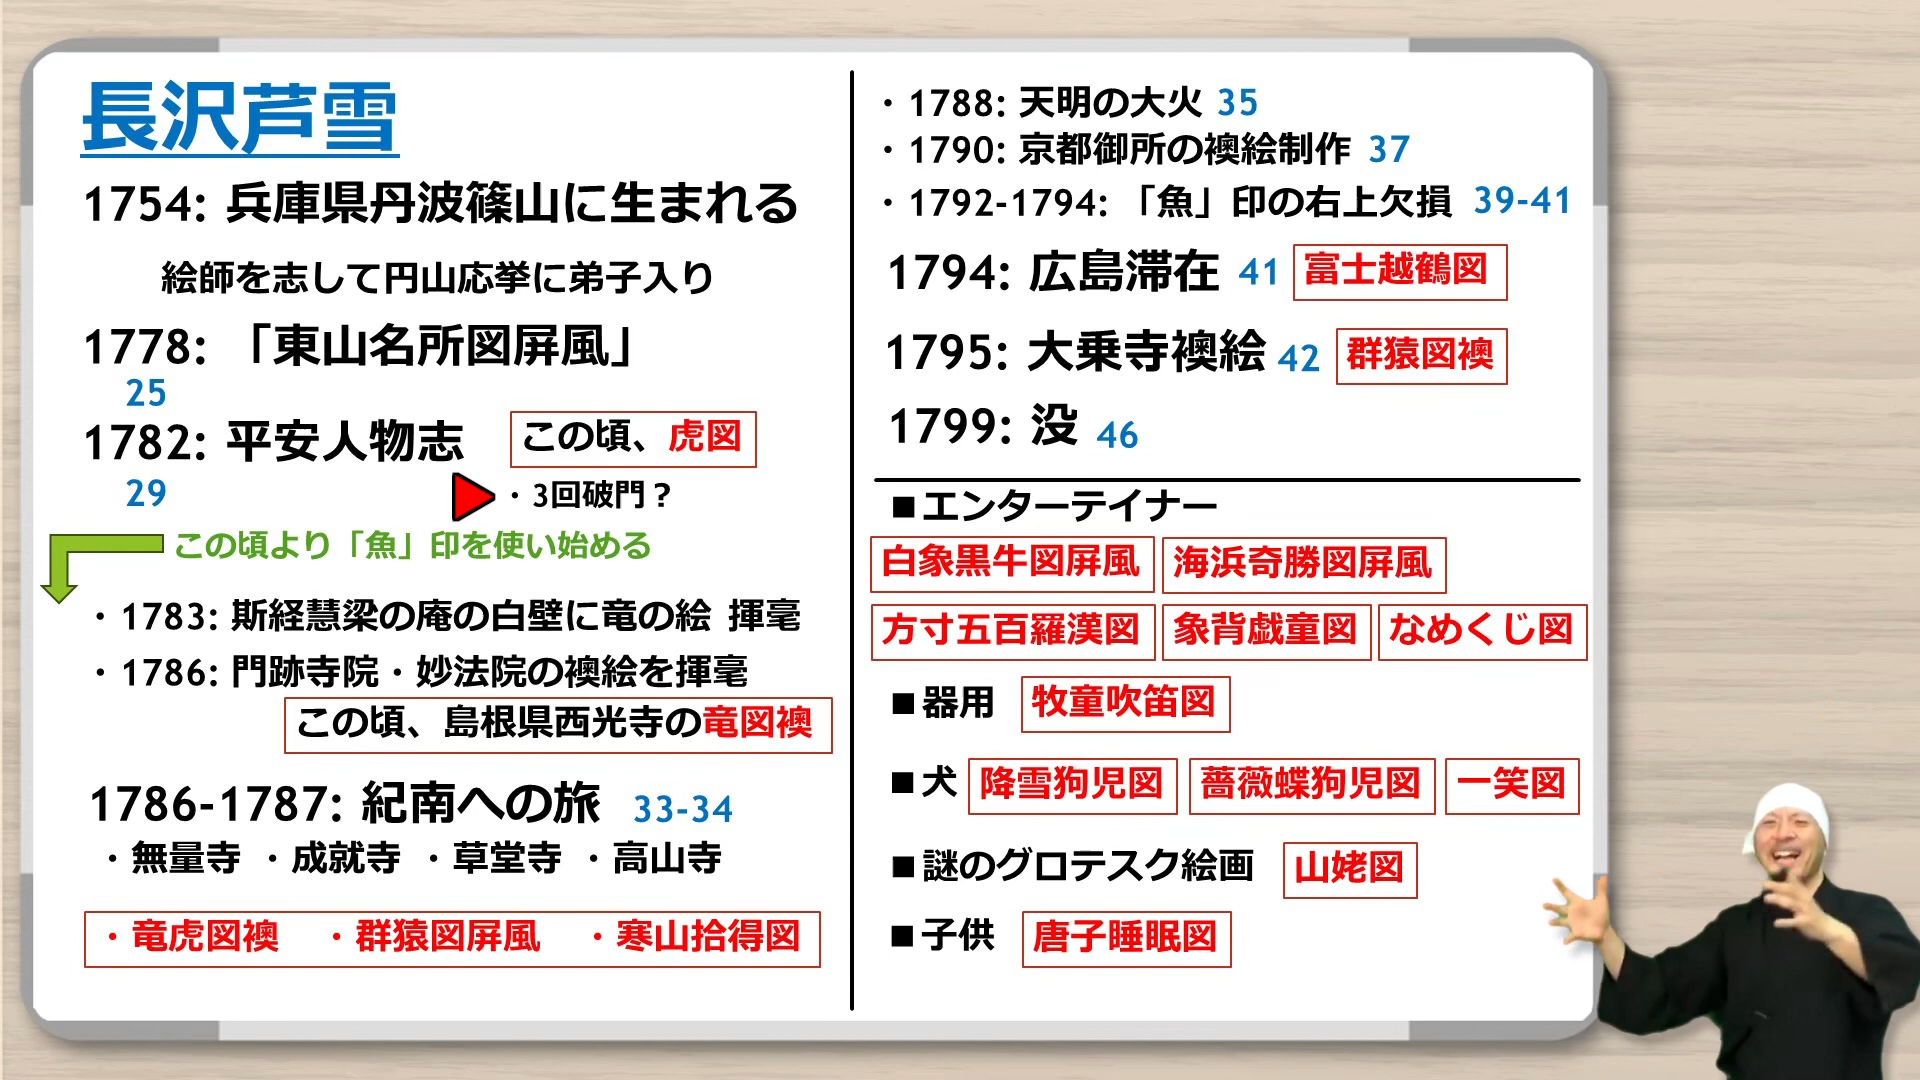 長沢芦雪
1754: 兵庫県丹波篠山に生まれる
絵師を志して円山応挙に弟子入り
1778: 「東山名所図屏風」
25
1782: 平安人物志 この頃、虎図
29
・3回破門？
この頃より「魚」印を使い始める
・1783: 斯経慧梁の庵の白壁に竜の絵 揮毫
・1786: 門跡寺院・妙法院の襖絵を揮毫
この頃、島根県西光寺の竜図襖
1786-1787: 紀南への旅 33-34
・無量寺 ・成就寺 ・草堂寺 ・高山寺
・竜虎図襖 ・群猿図屏風 ・寒山拾得図
・1788: 天明の大火 35
・1790: 京都御所の襖絵制作 37
・1792-1794: 「魚」印の右上欠損 39-41
1794: 広島滞在 41 富士越鶴図
1795: 大乗寺襖絵 42 群猿図襖
1799: 没 46
■エンターテイナー
白象黒牛図屏風 海浜奇勝図屏風
方寸五百羅漢図 象背戯童図 なめくじ図
■器用 牧童吹笛図
■犬 降雪狗児図 薔薇蝶狗児図 一笑図
■謎のグロテスク絵画 山姥図
■子供 唐子睡眠図